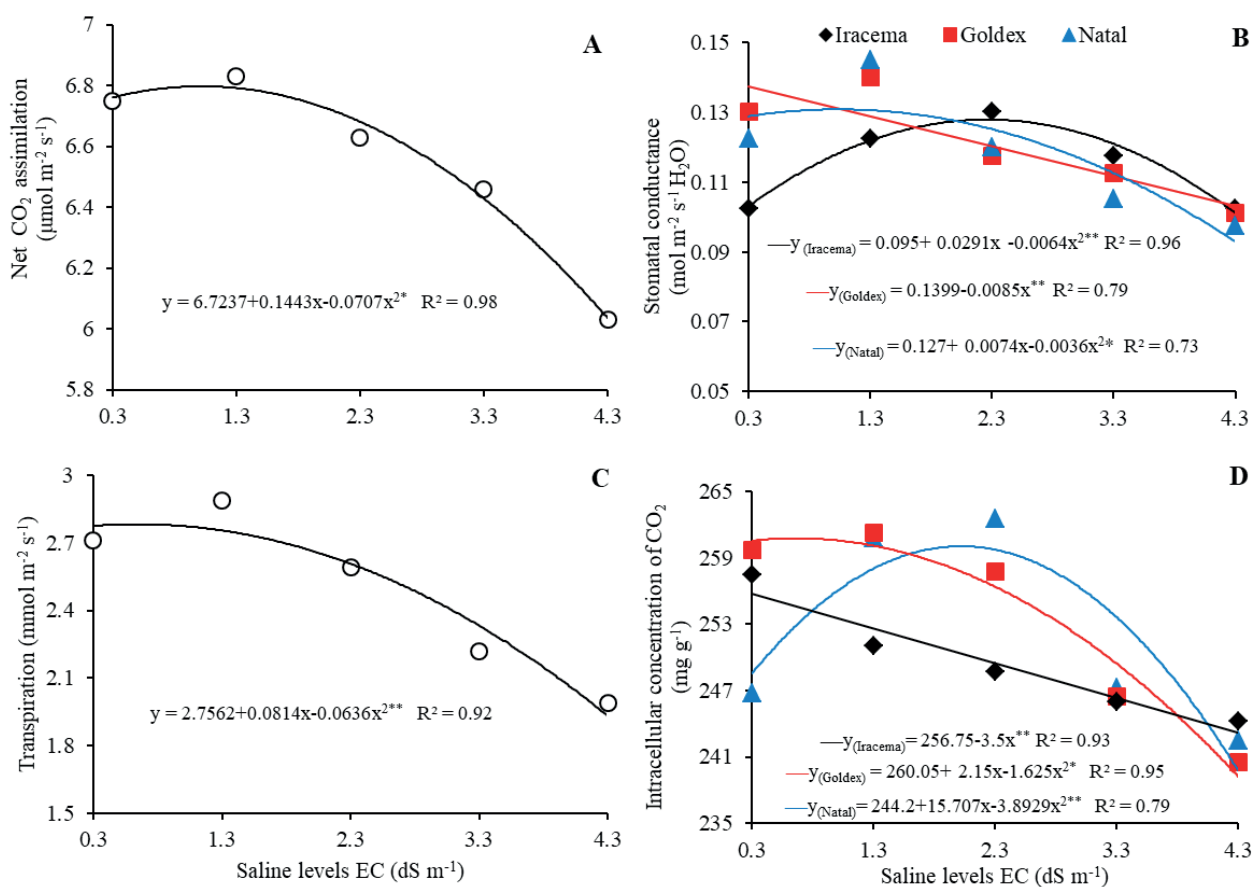 A
Net CO₂ assimilation
(µmol m⁻² s⁻¹)
7
6.8
6.6
6.4
6.2
6
5.8
y = 6.7237+0.1443x-0.0707x²* R² = 0.98
0.3 1.3 2.3 3.3 4.3
B
Iracema Goldex Natal
Stomatal conductance
(mol m⁻² s⁻¹ H₂O)
0.15
0.13
0.11
0.09
0.07
0.05
y (Iracema) = 0.095+ 0.0291x -0.0064x²** R² = 0.96
y(Goldex) = 0.1399-0.0085x** R² = 0.79
y(Natal) = 0.127+ 0.0074x-0.0036x²* R² = 0.73
0.3 1.3 2.3 3.3 4.3
C
Transpiration (mmol m⁻² s⁻¹)
3
2.7
2.4
2.1
1.8
1.5
y = 2.7562+0.0814x-0.0636x²** R² = 0.92
0.3 1.3 2.3 3.3 4.3
Saline levels EC (dS m⁻¹)
D
Intracellular concentration of CO₂
(mg g⁻¹)
265
259
253
247
241
235
y(Iracema)= 256.75-3.5x** R² = 0.93
y(Goldex) = 260.05+ 2.15x-1.625x²* R² = 0.95
y(Natal)= 244.2+15.707x-3.8929x²** R² = 0.79
0.3 1.3 2.3 3.3 4.3
Saline levels EC (dS m⁻¹)